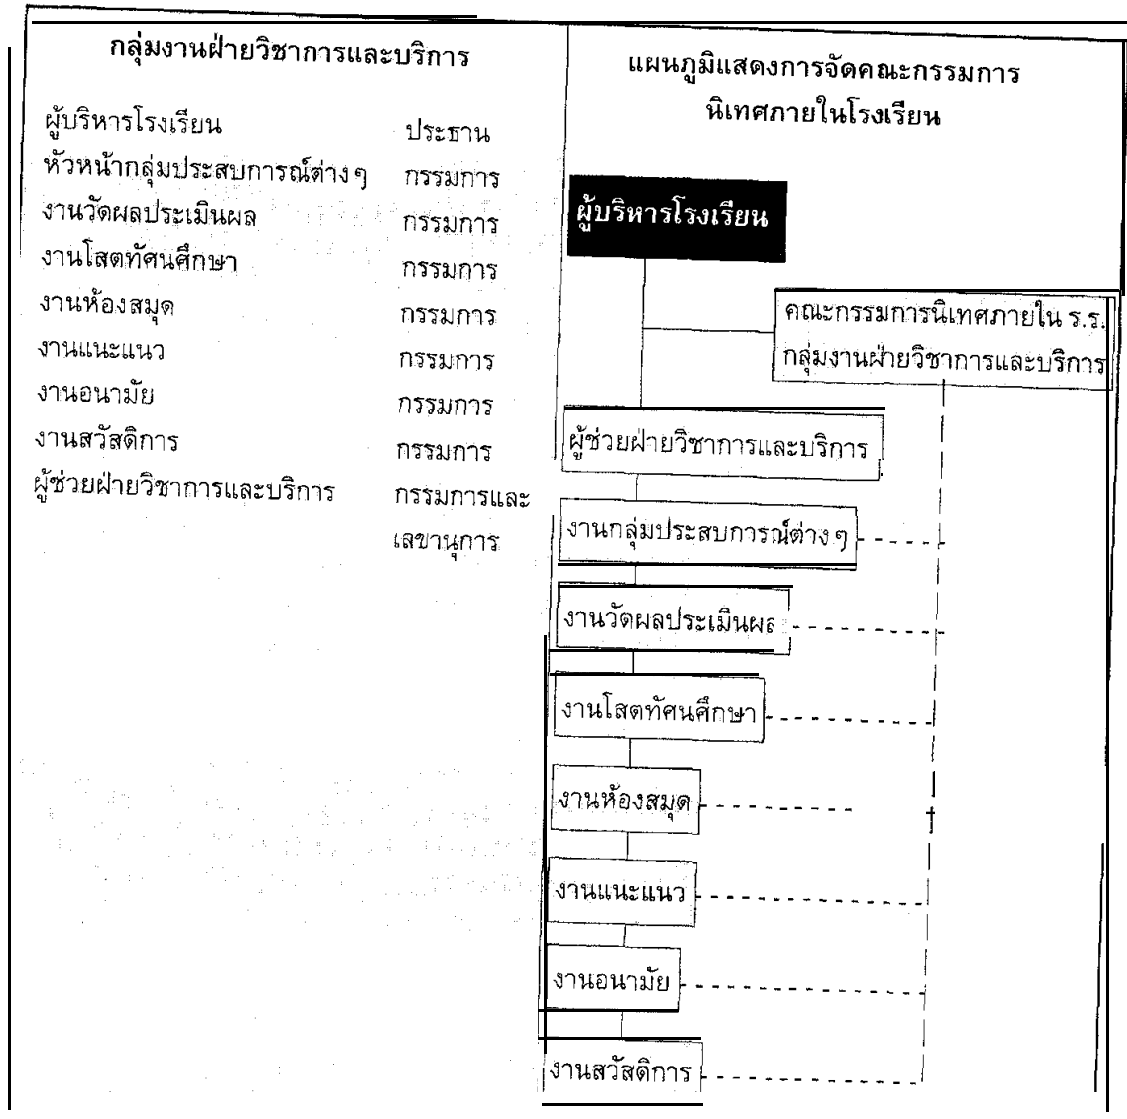 กลุ่มงานฝ่ายวิชาการและบริการ
ผู้บริหารโรงเรียน ประธาน
หัวหน้ากลุ่มประสบการณ์ต่างๆ กรรมการ
งานวัดผลประเมินผล กรรมการ
งานโสตทัศนศึกษา กรรมการ
งานห้องสมุด กรรมการ
งานแนะแนว กรรมการ
งานอนามัย กรรมการ
งานสวัสดิการ กรรมการ
ผู้ช่วยฝ่ายวิชาการและบริการ กรรมการและ
เลขานุการ
แผนภูมิแสดงการจัดคณะกรรมการ
นิเทศภายในโรงเรียน
ผู้บริหารโรงเรียน
คณะกรรมการนิเทศภายใน ร.ร.
กลุ่มงานฝ่ายวิชาการและบริการ
ผู้ช่วยฝ่ายวิชาการและบริการ
งานกลุ่มประสบการณ์ต่างๆ
งานวัดผลประเมินผล
งานโสตทัศนศึกษา
งานห้องสมุด
งานแนะแนว
งานอนามัย
งานสวัสดิการ